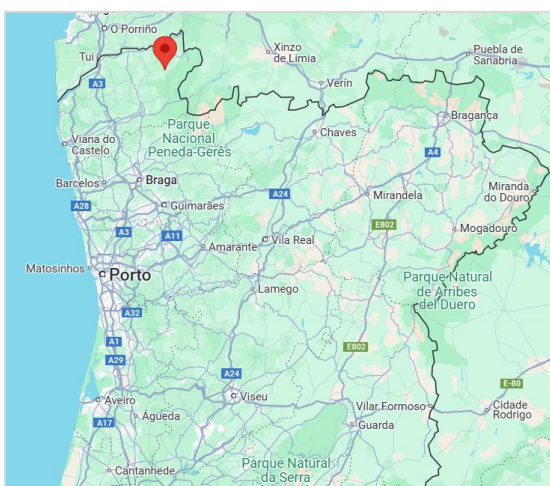 O Porriño
Tui
Xinzo
de Limia
Puebla de
Sanabria
A3
Verín
Bragança
Parque
Nacional
Peneda-Gerês
Chaves
Viana do
Castelo
A4
Barcelos
Braga
A24
Mirandela
Miranda
do Douro
A28
Guimarães
E802
A3
A11
Amarante
Vila Real
Mogadouro
Matosinhos
Porto
Lamego
Parque Natural
de Arribes
del Duero
A32
A1
E802
A29
A24
E-80
Aveiro
Viseu
Vilar Formoso
Cidade
Rodrigo
A17
Águeda
Guarda
Cantanhede
Parque Natural
da Serra